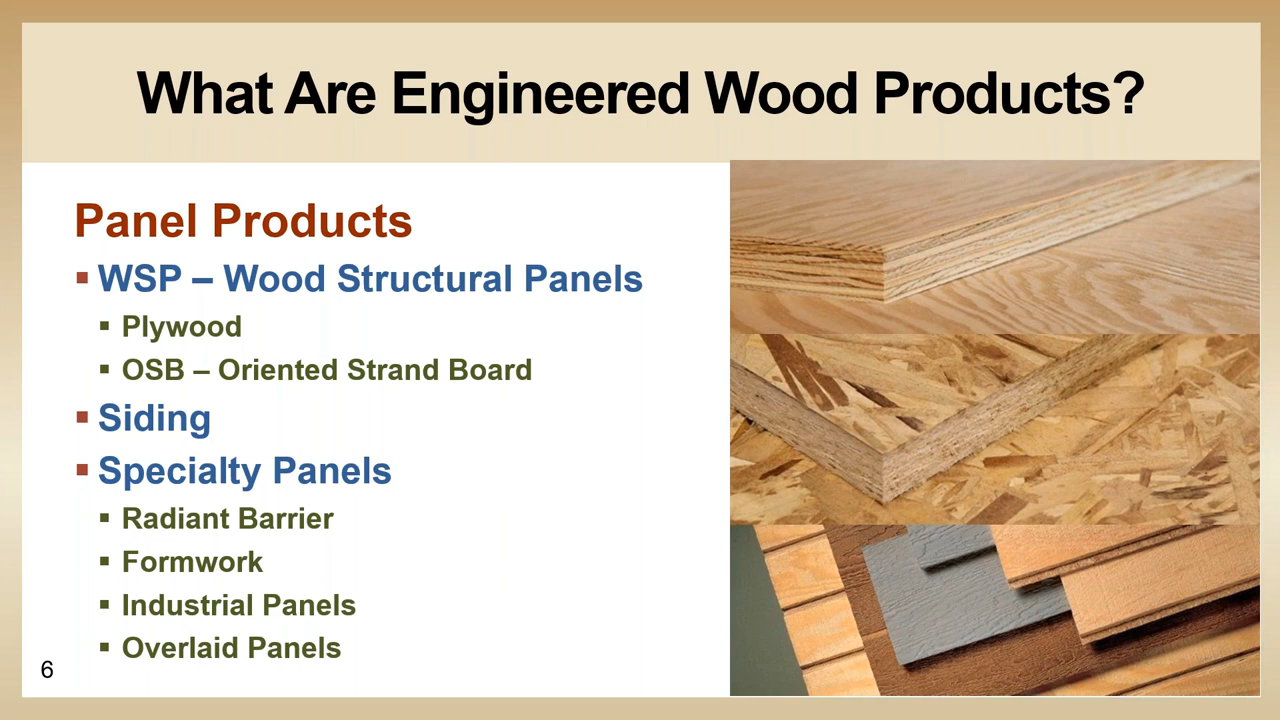 What Are Engineered Wood Products?
Panel Products
▪ WSP – Wood Structural Panels
▪ Plywood
▪ OSB – Oriented Strand Board
▪ Siding
▪ Specialty Panels
▪ Radiant Barrier
▪ Formwork
▪ Industrial Panels
▪ Overlaid Panels
6